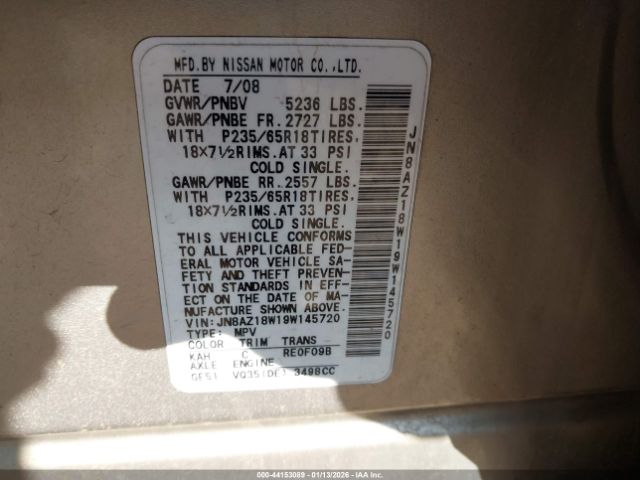 MFD.BY NISSAN MOTOR CO.,LTD.
DATE 7/08
GVWR/PNBV 5236 LBS.
GAWR/PNBE FR. 2727 LBS.
WITH P235/65R18TIRES.
18X7½RIMS.AT 33 PSI
COLD SINGLE.
GAWR/PNBE RR. 2557 LBS.
WITH P235/65R18TIRES.
18X7½RIMS.AT 33 PSI
COLD SINGLE.
THIS VEHICLE CONFORMS
TO ALL APPLICABLE FED-
ERAL MOTOR VEHICLE SA-
FETY AND THEFT PREVEN-
TION STANDARDS IN EFF-
ECT ON THE DATE OF MA-
NUFACTURE SHOWN ABOVE.
VIN: JN8AZ18W19W145720
TYPE: MPV
COLOR TRIM TRANS
KAH C RE0F09B
AXLE ENGINE
GF51 VQ35(DE) 3498CC
JN8AZ18W19W145720
000-44153089 - 01/13/2026 - IAA Inc.